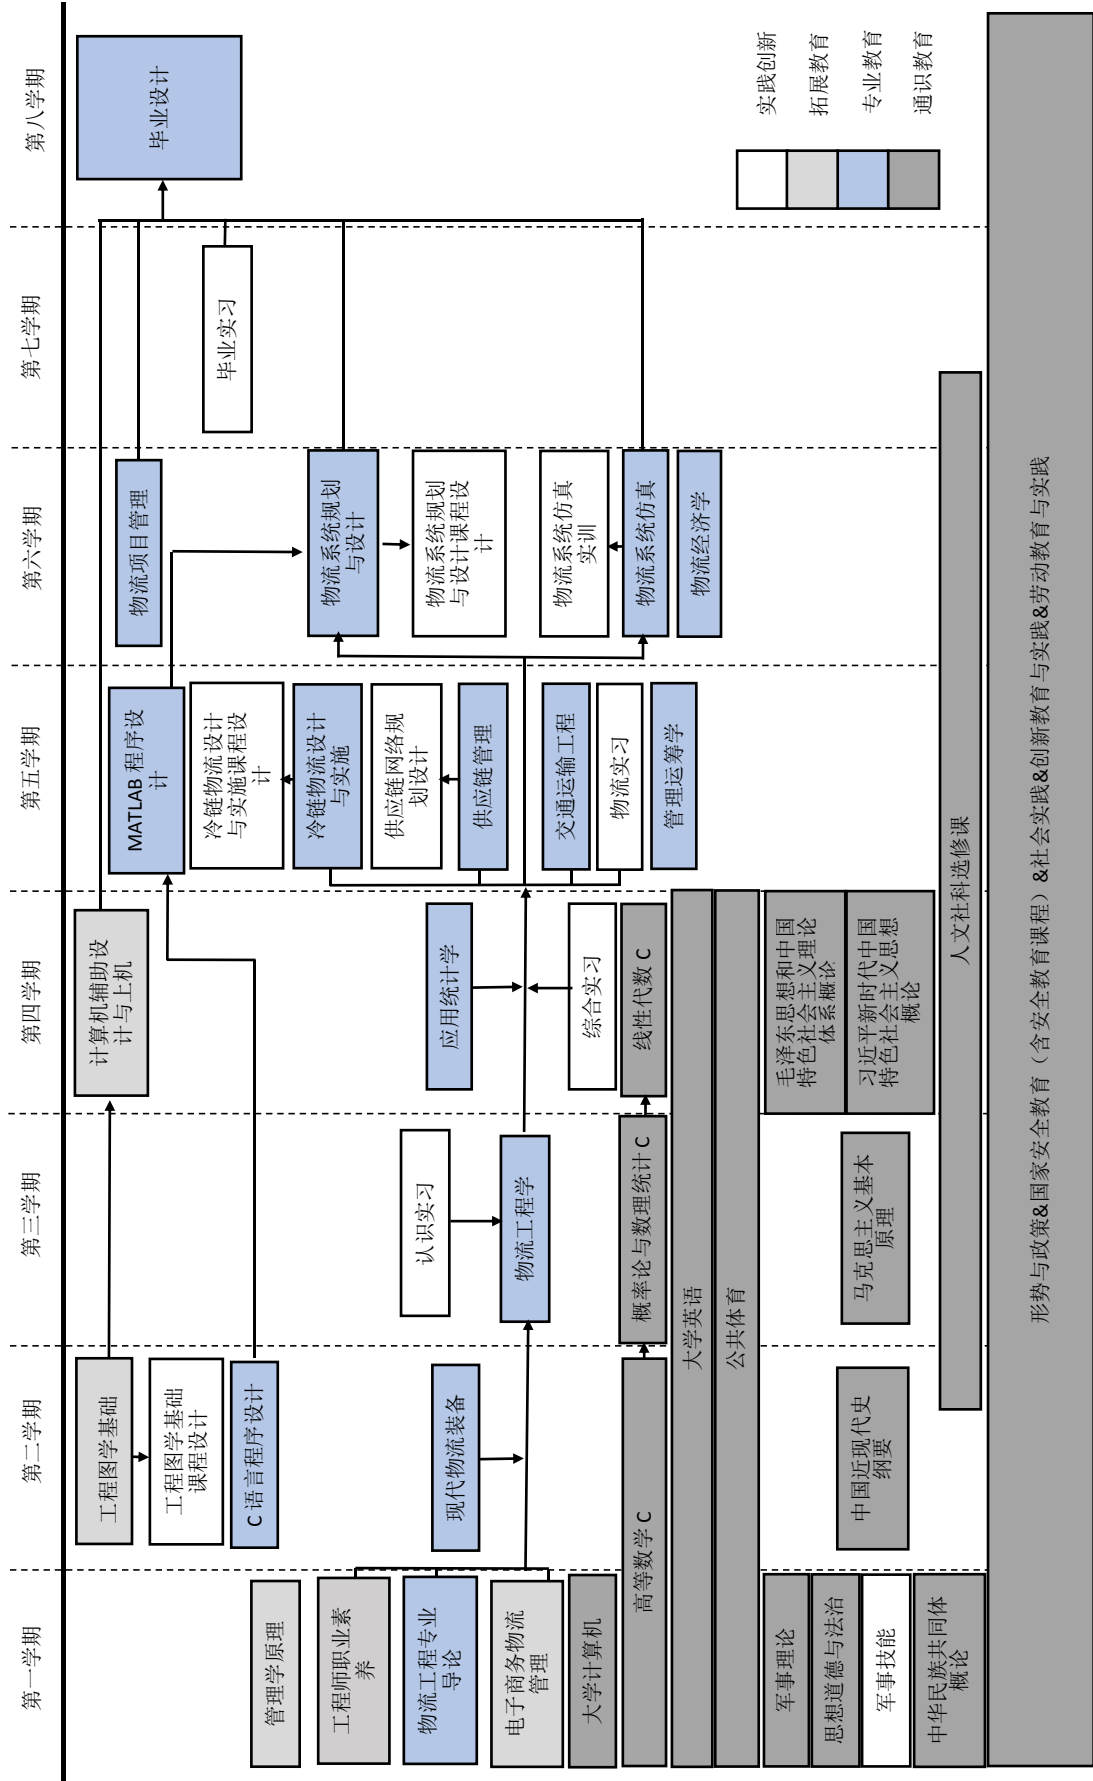 第一学期
第二学期
第三学期
第四学期
第五学期
第六学期
第七学期
第八学期
工程图学基础
工程图学基础
课程设计
C 语言程序设计
计算机辅助设
计与上机
MATLAB 程序设
计
物流项目管理
毕业实习
毕业设计
管理学原理
工程师职业素
养
物流工程专业
导论
电子商务物流
管理
大学计算机
现代物流装备
认识实习
物流工程学
应用统计学
综合实习
冷链物流设计
与实施课程设
计
冷链物流设计
与实施
供应链网络规
划设计
供应链管理
交通运输工程
物流实习
管理运筹学
物流系统规划
与设计
物流系统规划
与设计课程设
计
物流系统仿真
实训
物流系统仿真
物流经济学
高等数学 C
概率论与数理统计 C
线性代数 C
大学英语
公共体育
军事理论
思想道德与法治
军事技能
中华民族共同体
概论
中国近现代史
纲要
马克思主义基本
原理
毛泽东思想和中国
特色社会主义理论
体系概论
习近平新时代中国
特色社会主义思想
概论
人文社科选修课
形势与政策&国家安全教育（含安全教育课程）&社会实践&创新教育与实践&劳动教育与实践
实践创新
拓展教育
专业教育
通识教育